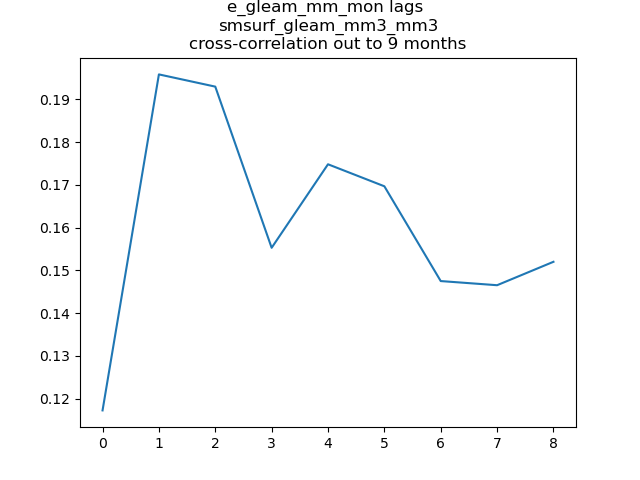 e_gleam_mm_mon lags
smsurf_gleam_mm3_mm3
cross-correlation out to 9 months
0.19
0.18
0.17
0.16
0.15
0.14
0.13
0.12
0 1 2 3 4 5 6 7 8